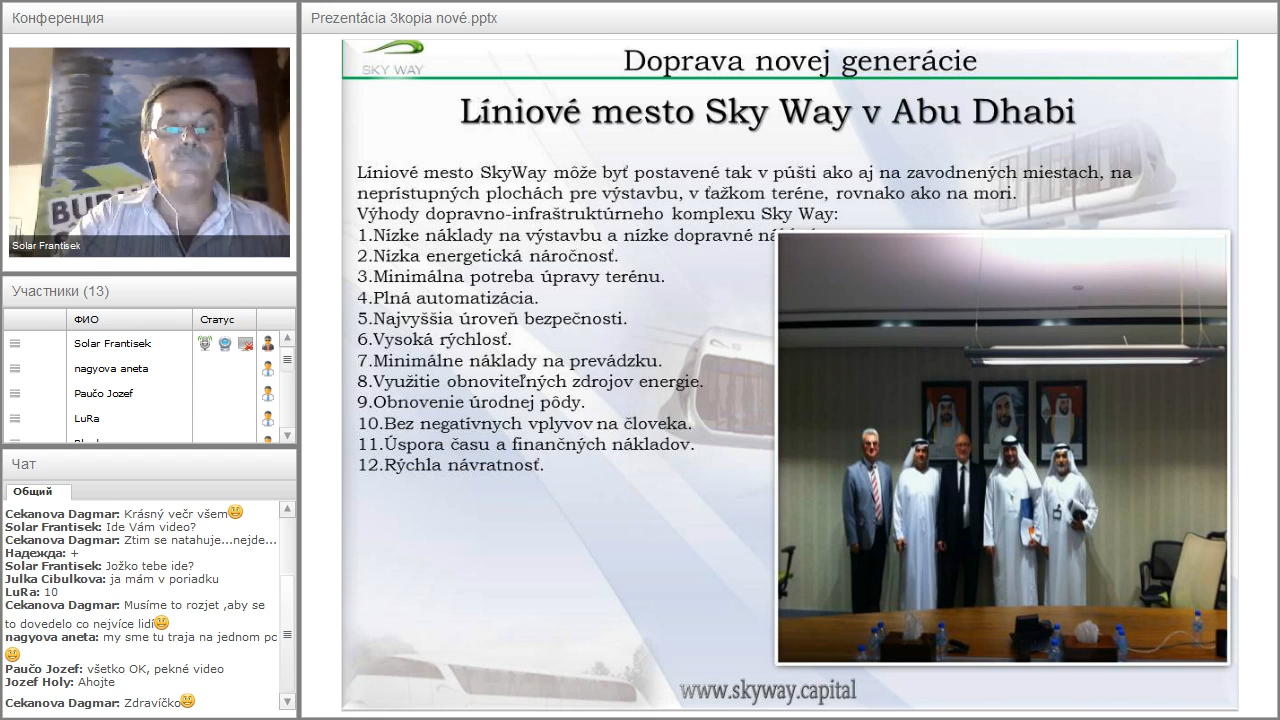 Конференция
Solar Frantisek
Участники (13)
ФИО
Статус
Solar Frantisek
nagyova aneta
Paučo Jozef
LuRa
Чат
Общий
Cekanova Dagmar: Krásný večr všem
Solar Frantisek: Ide Vám video?
Cekanova Dagmar: Ztim se natahuje...nejde...
Надежда: +
Solar Frantisek: Jožko tebe ide?
Julka Cibulkova: ja mám v poriadku
LuRa: 10
Cekanova Dagmar: Musíme to rozjet ,aby se
to dovedelo co nejvíce lidí
nagyova aneta: my sme tu traja na jednom pc
Paučo Jozef: všetko OK, pekné video
Jozef Holy: Ahojte
Cekanova Dagmar: Zdravíčko
Prezentácia 3kopia nové.pptx
SKY WAY
Doprava novej generácie
Líniové mesto Sky Way v Abu Dhabi
Líniové mesto SkyWay môže byť postavené tak v púšti ako aj na zavodnených miestach, na
neprístupných plochách pre výstavbu, v ťažkom teréne, rovnako ako na mori.
Výhody dopravno-infraštruktúrneho komplexu Sky Way:
1.Nízke náklady na výstavbu a nízke dopravné
2.Nízka energetická náročnosť.
3.Minimálna potreba úpravy terénu.
4.Plná automatizácia.
5.Najvyššia úroveň bezpečnosti.
6.Vysoká rýchlosť.
7.Minimálne náklady na prevádzku.
8.Využitie obnoviteľných zdrojov energie.
9.Obnovenie úrodnej pôdy.
10.Bez negatívnych vplyvov na človeka.
11.Úspora času a finančných nákladov.
12.Rýchla návratnosť.
www.skyway.capital